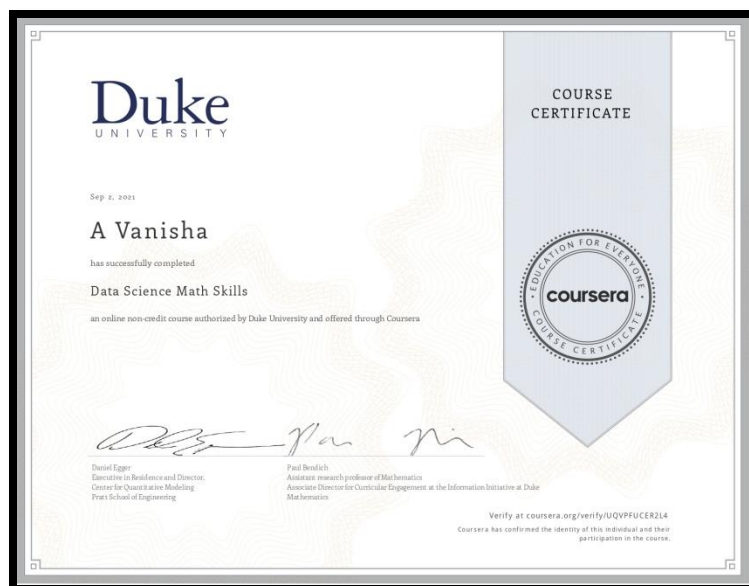 Duke
UNIVERSITY
COURSE
CERTIFICATE
Sep 2, 2021
A Vanisha
has successfully completed
Data Science Math Skills
an online non-credit course authorized by Duke University and offered through Coursera
EDUCATION FOR EVERYONE
coursera
COURSE CERTIFICATE
Daniel Egger
Executive in Residence and Director,
Center for Quantitative Modeling
Pratt School of Engineering
Paul Bendich
Assistant research professor of Mathematics
Associate Director for Curricular Engagement at the Information Initiative at Duke
Mathematics
Verify at coursera.org/verify/UQVPFUCER2L4
Coursera has confirmed the identity of this individual and their
participation in the course.